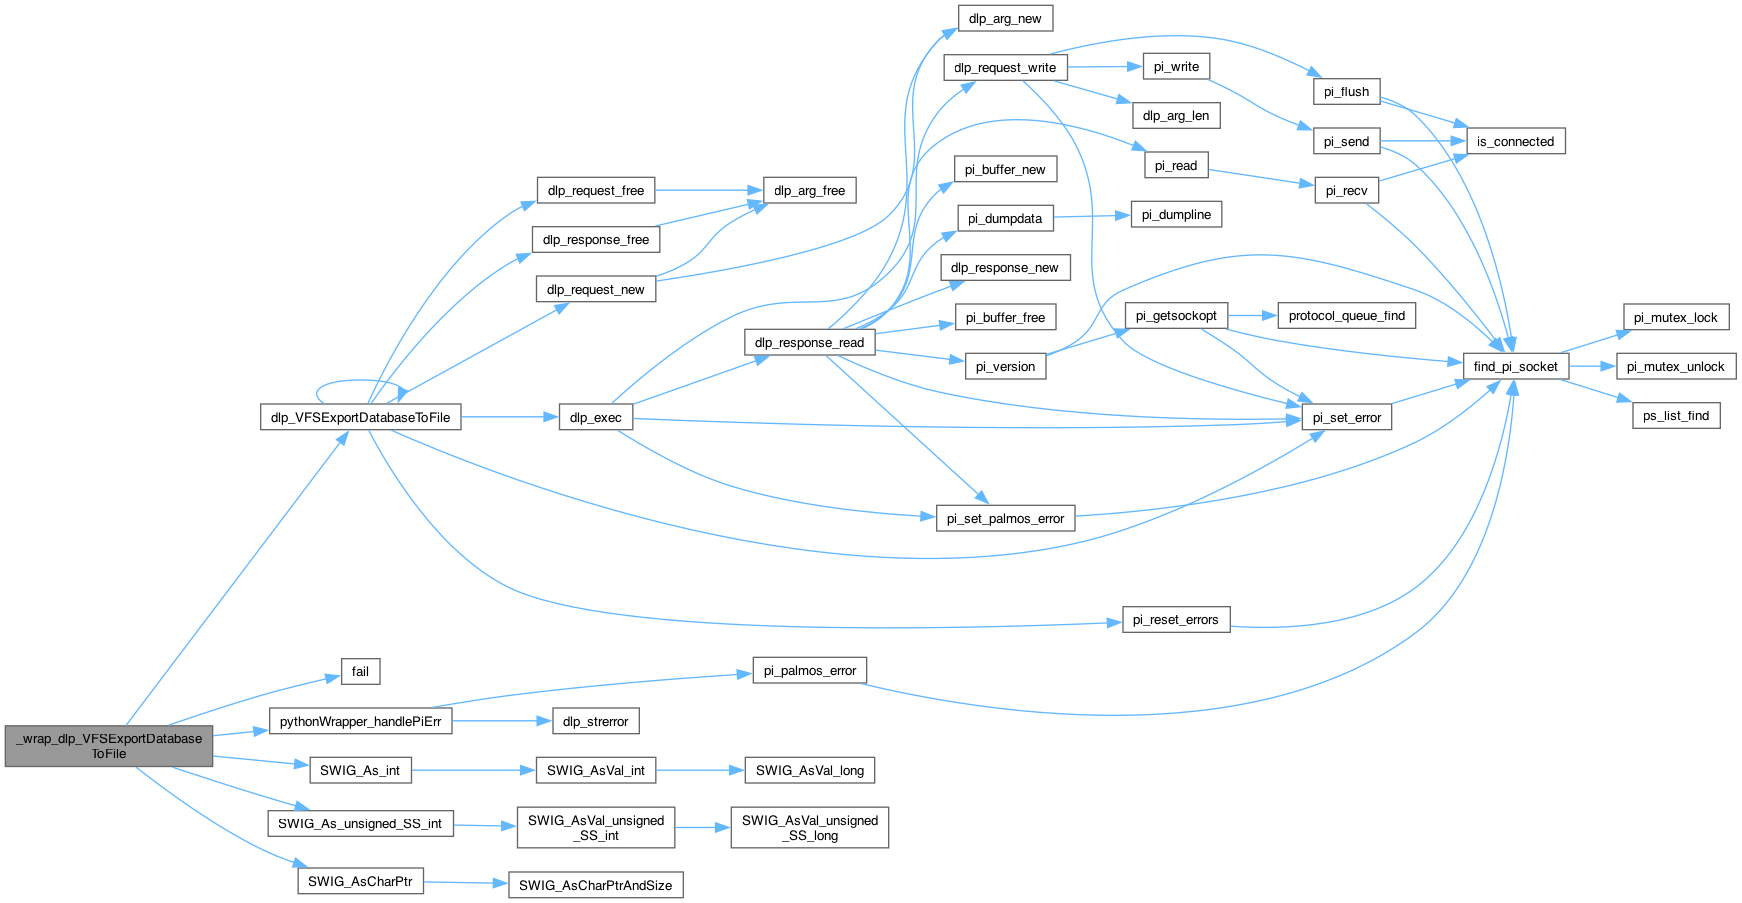 dlp_arg_new
dlp_request_write
pi_write
pi_flush
dlp_arg_len
pi_send
is_connected
pi_read
pi_buffer_new
dlp_request_free
dlp_arg_free
pi_recv
pi_dumpdata
pi_dumpline
dlp_response_free
dlp_response_new
dlp_request_new
pi_buffer_free
pi_getsockopt
protocol_queue_find
pi_mutex_lock
dlp_response_read
pi_version
find_pi_socket
pi_mutex_unlock
dlp_VFSExportDatabaseToFile
dlp_exec
pi_set_error
ps_list_find
pi_set_palmos_error
pi_reset_errors
fail
pi_palmos_error
pythonWrapper_handlePiErr
dlp_strerror
_wrap_dlp_VFSExportDatabase
ToFile
SWIG_As_int
SWIG_AsVal_int
SWIG_AsVal_long
SWIG_As_unsigned_SS_int
SWIG_AsVal_unsigned
_SS_int
SWIG_AsVal_unsigned
_SS_long
SWIG_AsCharPtr
SWIG_AsCharPtrAndSize